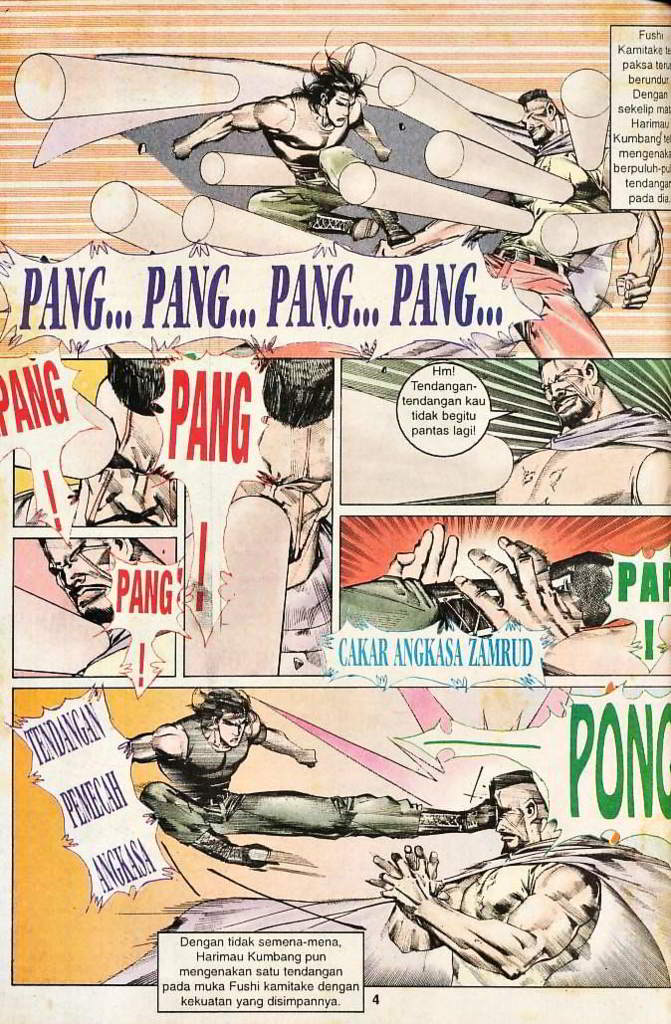 Fushi
Kamitake
paksa
berundur
Dengan
sekelip
Harimau
Kumbang
mengenaka
tendangan
pada dia.
PANG... PANG... PANG... PANG...
PANG
!
PANG
!
Hm!
Tendangan-
tendangan kau
tidak begitu
pantas lagi!
PANG
!
CAKAR ANGKASA ZAMRUD
PAP
!
TENDANGAN
PEMECAH
ANGKASA
PONG
Dengan tidak semena-mena,
Harimau Kumbang pun
mengenakan satu tendangan
pada muka Fushi kamitake dengan
kekuatan yang disimpannya.
4